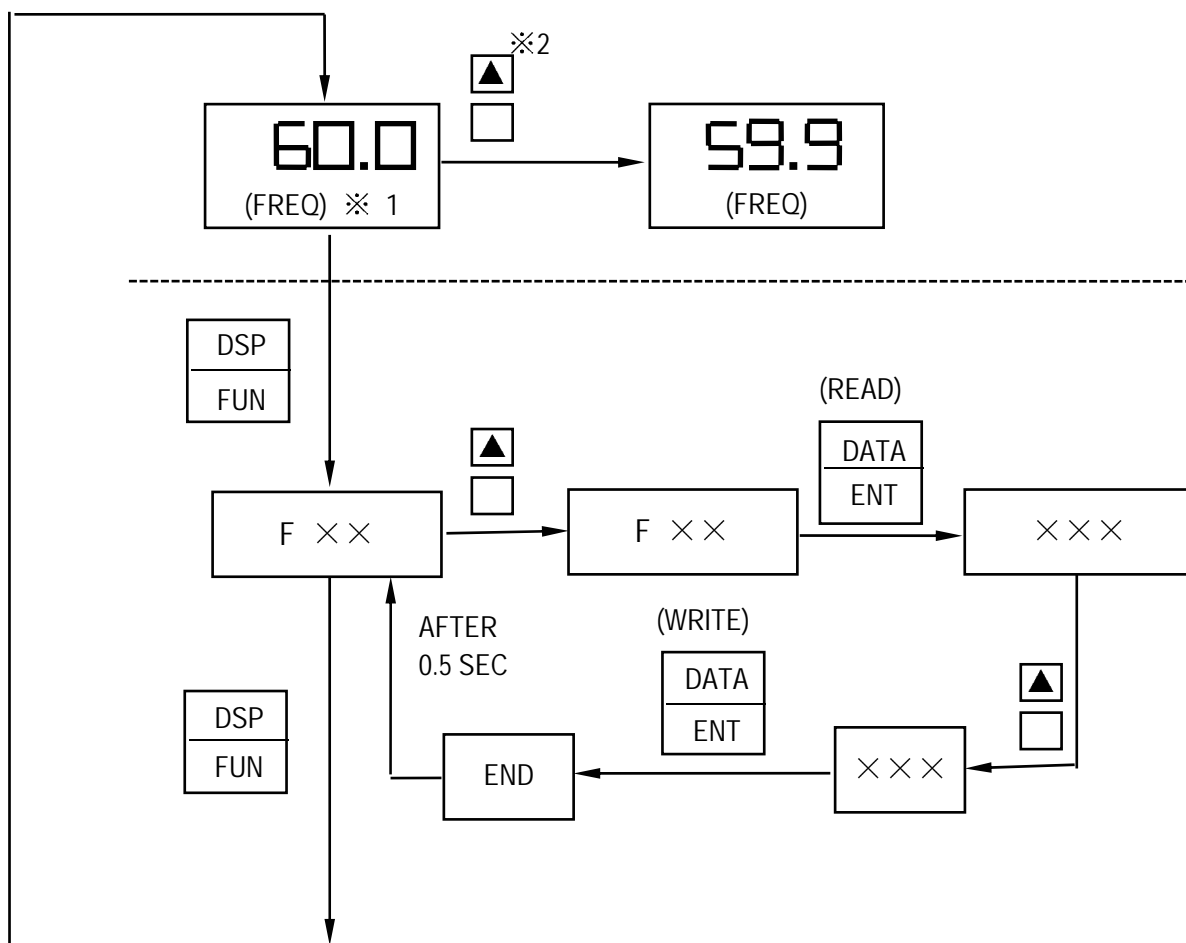 ※2
▲
60.0
(FREQ) ※ 1
59.9
(FREQ)
DSP
FUN
▲
(READ)
DATA
ENT
F ××
F ××
×××
AFTER
0.5 SEC
(WRITE)
DATA
ENT
▲
DSP
FUN
END
×××